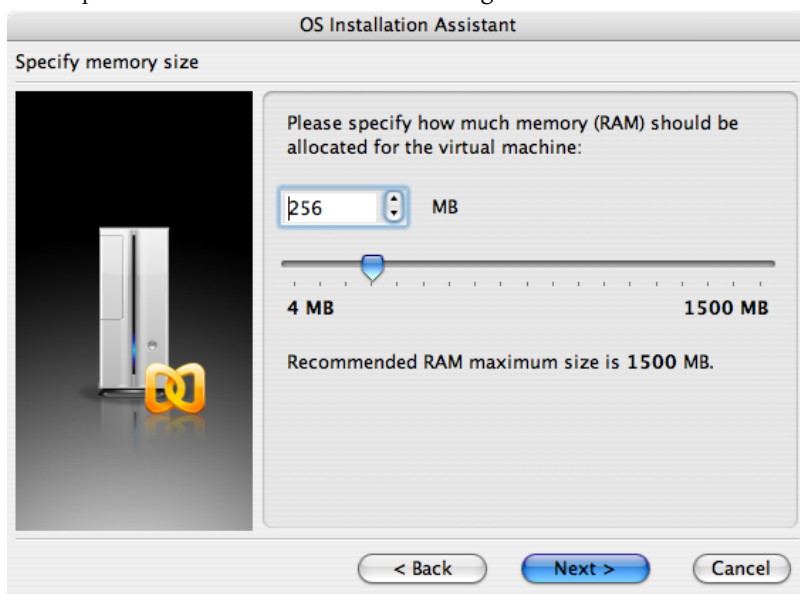 OS Installation Assistant
Specify memory size
Please specify how much memory (RAM) should be
allocated for the virtual machine:
256 MB
4 MB 1500 MB
Recommended RAM maximum size is 1500 MB.
< Back Next > Cancel